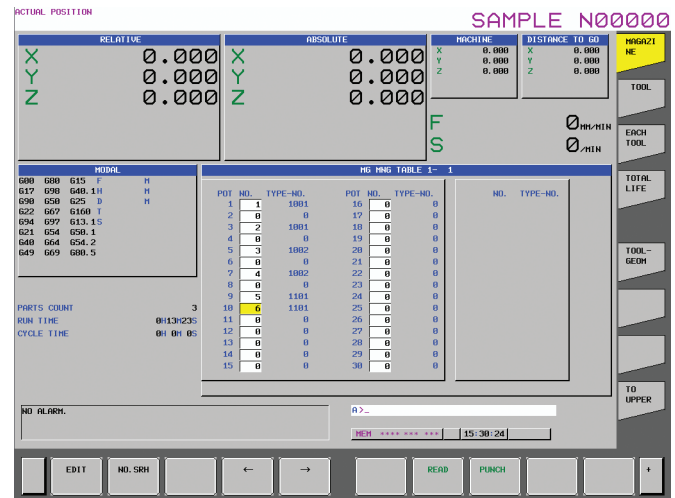 ACTUAL POSITION
SAMPLE N00000
RELATIVE ABSOLUTE MACHINE DISTANCE TO GO
X 0.000 X 0.000 X 0.000 X 0.000
Y 0.000 Y 0.000 Y 0.000 Y 0.000
Z 0.000 Z 0.000 Z 0.000 Z 0.000
F 0 MM/MIN
S 0 /MIN
MODAL
G00 G80 G15 F M
G17 G98 G40.1 H M
G90 G50 G25 D M
G22 G67 G160 T
G94 G97 G13.1 S
G21 G54 G50.1
G40 G64 G54.2
G49 G69 G80.5
PARTS COUNT 3
RUN TIME 0H13M23S
CYCLE TIME 0H 0M 0S
MG MNG TABLE 1- 1
POT NO. TYPE-NO. POT NO. TYPE-NO. NO. TYPE-NO.
1 1 1001 16 0 0
2 0 0 17 0 0
3 2 1001 18 0 0
4 0 0 19 0 0
5 3 1002 20 0 0
6 0 0 21 0 0
7 4 1002 22 0 0
8 0 0 23 0 0
9 5 1101 24 0 0
10 6 1101 25 0 0
11 0 0 26 0 0
12 0 0 27 0 0
13 0 0 28 0 0
14 0 0 29 0 0
15 0 0 30 0 0
NO ALARM.
A>_
MEM **** *** *** 15:30:24
MAGAZI
NE
TOOL
EACH
TOOL
TOTAL
LIFE
TOOL-
GEOM
TO
UPPER
EDIT NO.SRH ← → READ PUNCH +